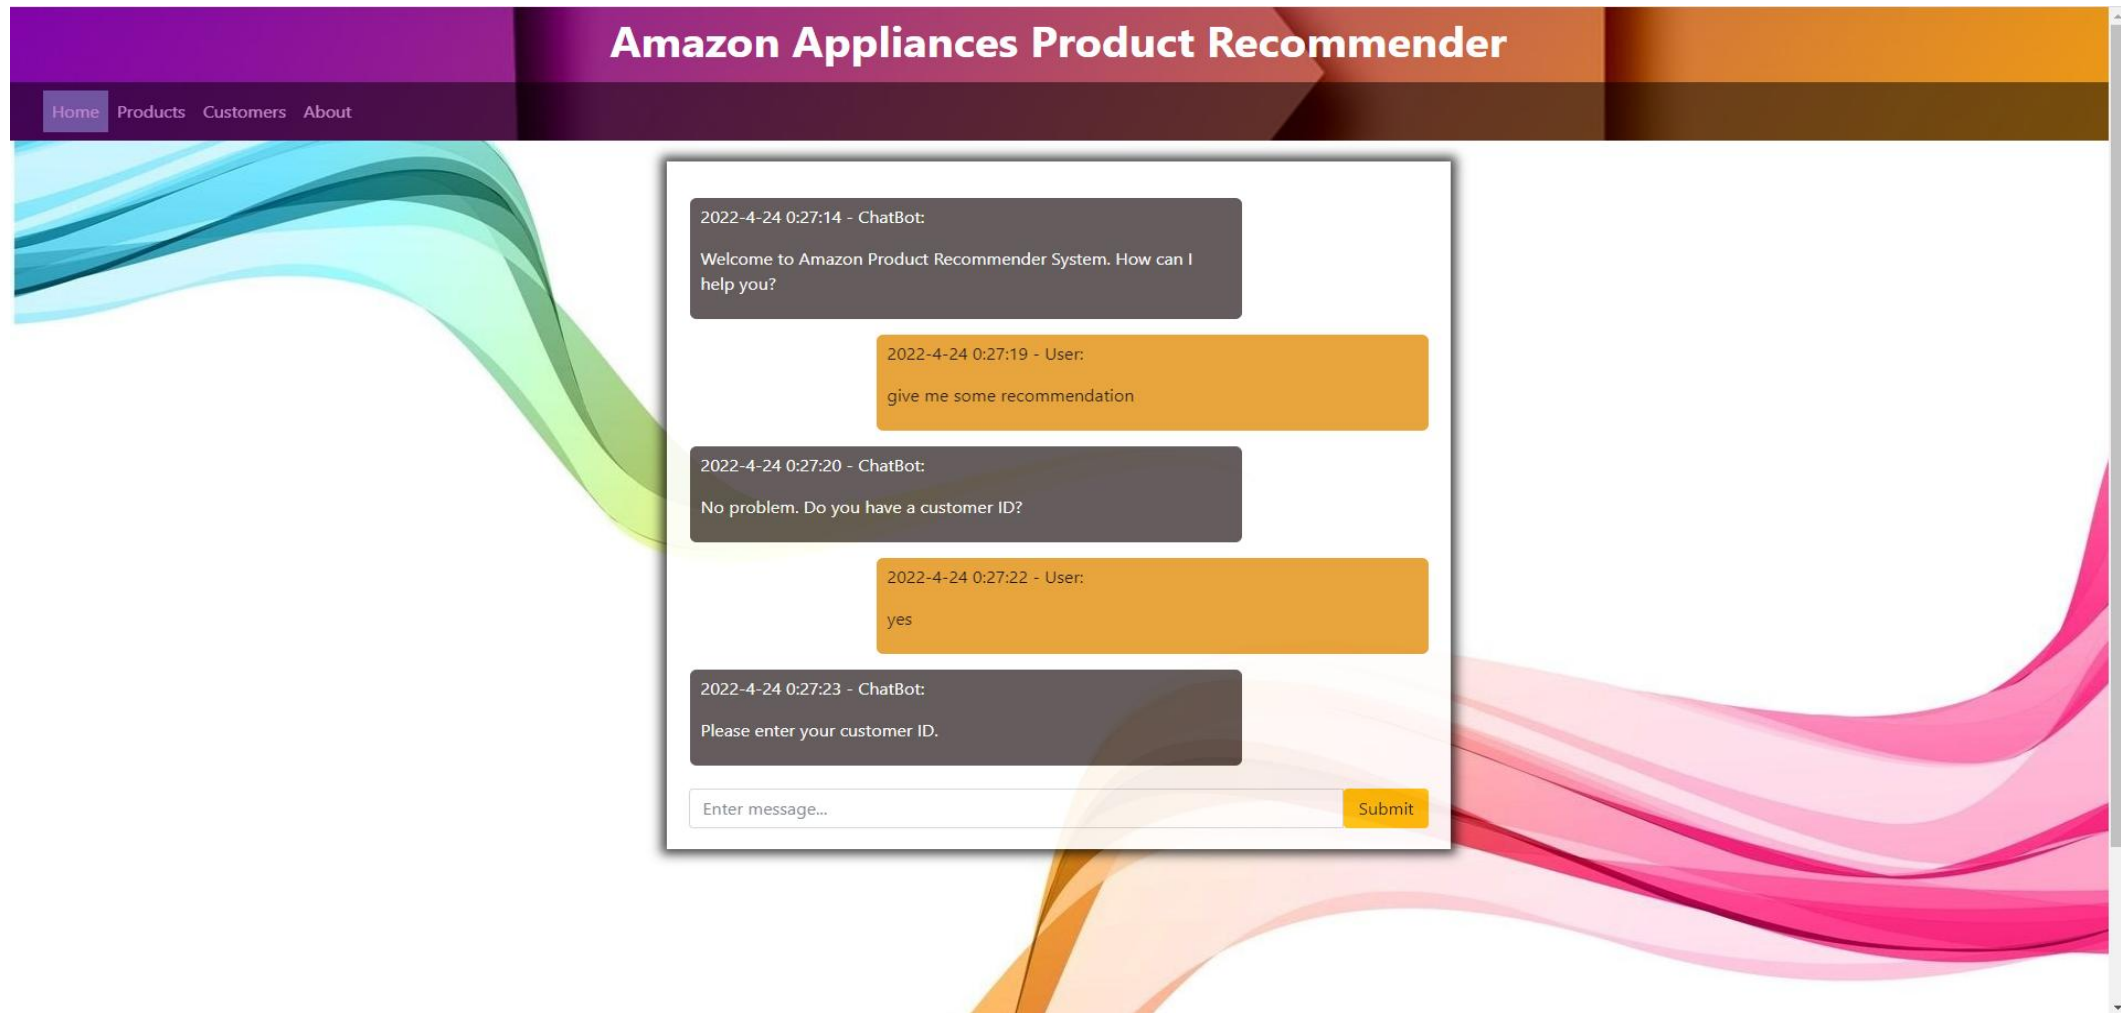 Amazon Appliances Product Recommender
Home Products Customers About
2022-4-24 0:27:14 - ChatBot:
Welcome to Amazon Product Recommender System. How can I
help you?
2022-4-24 0:27:19 - User:
give me some recommendation
2022-4-24 0:27:20 - ChatBot:
No problem. Do you have a customer ID?
2022-4-24 0:27:22 - User:
yes
2022-4-24 0:27:23 - ChatBot:
Please enter your customer ID.
Enter message... Submit